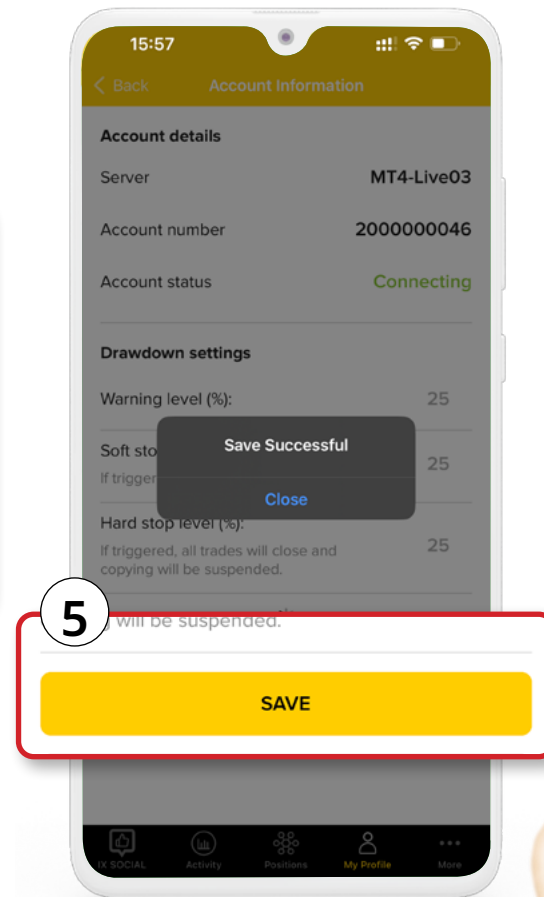 15:57
Back Account Information
Account details
Server MT4-Live03
Account number 2000000046
Account status Connecting
Drawdown settings
Warning level (%): 25
Save Successful
Soft sto
25
If trigger
Close
Hard stop level (%):
If triggered, all trades will close and 25
copying will be suspended.
5
will be suspended.
SAVE
IX SOCIAL Activity Positions My Profile More